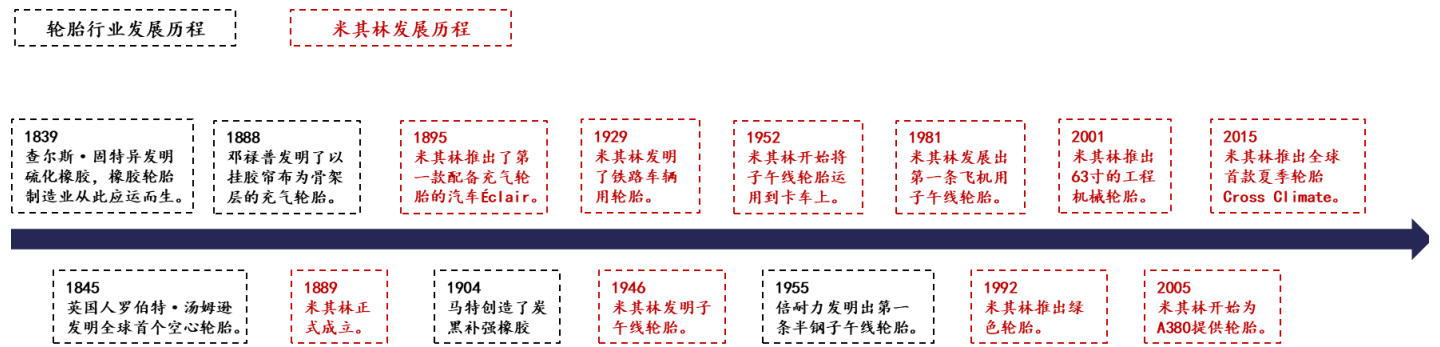 轮胎行业发展历程
米其林发展历程
1839
查尔斯·固特异发明
硫化橡胶，橡胶轮胎
制造业从此应运而生。
1888
邓禄普发明了以
挂胶帘布为骨架
层的充气轮胎。
1895
米其林推出了第
一款配备充气轮
胎的汽车Éclair。
1929
米其林发明
了铁路车辆
用轮胎。
1952
米其林开始将
子午线轮胎运
用到卡车上。
1981
米其林发展出
第一条飞机用
子午线轮胎。
2001
米其林推出
63寸的工程
机械轮胎。
2015
米其林推出全球
首款夏季轮胎
Cross Climate。
1845
英国人罗伯特·汤姆逊
发明全球首个空心轮胎。
1889
米其林正
式成立。
1904
马特创造了炭
黑补强橡胶
1946
米其林发明子
午线轮胎。
1955
倍耐力发明出第一
条半钢子午线轮胎。
1992
米其林推出绿
色轮胎。
2005
米其林开始为
A380提供轮胎。